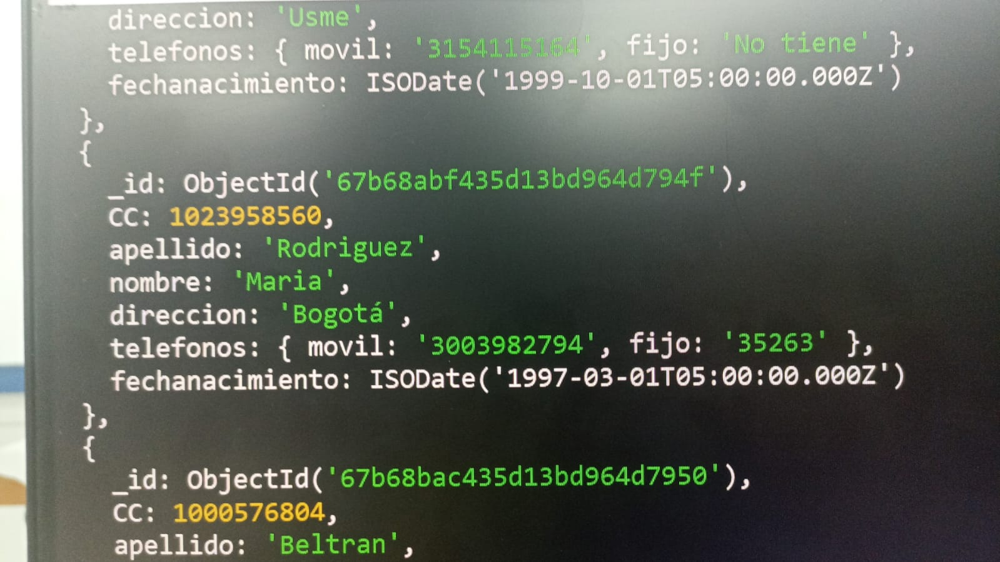 direccion: 'Usme',
telefonos: { movil: '3154115164', fijo: 'No tiene' },
fechanacimiento: ISODate('1999-10-01T05:00:00.000Z')
},
{
_id: ObjectId('67b68abf435d13bd964d794f'),
CC: 1023958560,
apellido: 'Rodriguez',
nombre: 'Maria',
direccion: 'Bogotá',
telefonos: { movil: '3003982794', fijo: '35263' },
fechanacimiento: ISODate('1997-03-01T05:00:00.000Z')
},
{
_id: ObjectId('67b68bac435d13bd964d7950'),
CC: 1000576804,
apellido: 'Beltran',